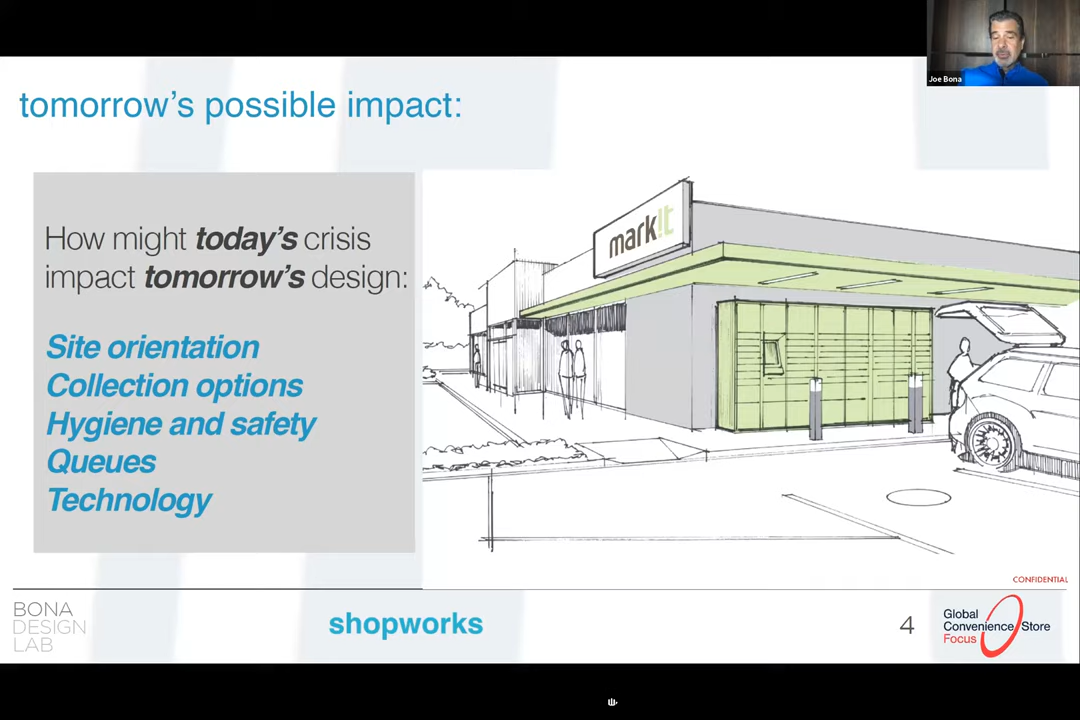 Joe Bona
tomorrow's possible impact:
How might today's crisis
impact tomorrow's design:
Site orientation
Collection options
Hygiene and safety
Queues
Technology
mark!t
CONFIDENTIAL
BONA
DESIGN
LAB
shopworks
4
Global
Convenience Store
Focus